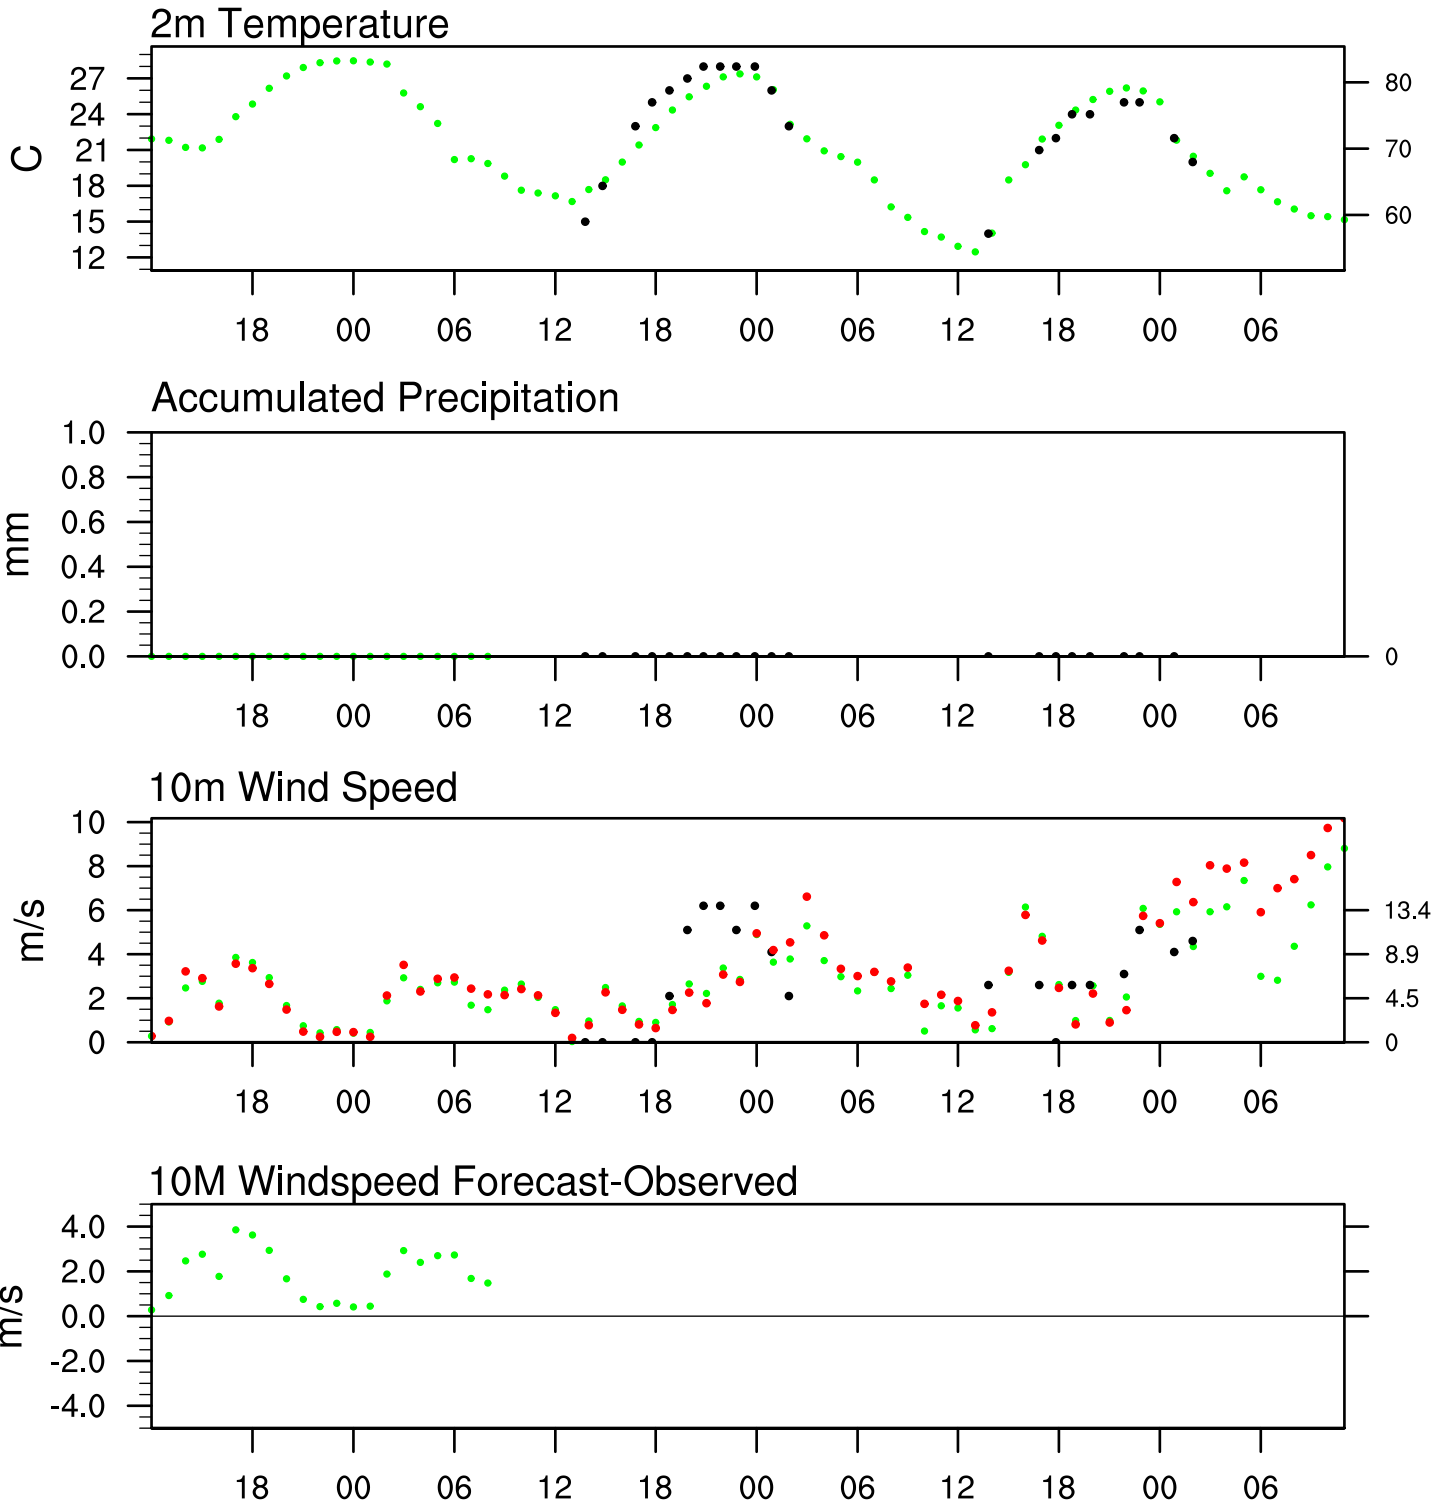 2m Temperature
27
24
21
18
15
12
C
80
70
60
18 00 06 12 18 00 06 12 18 00 06
Accumulated Precipitation
1.0
0.8
0.6
0.4
0.2
0.0
mm
0
18 00 06 12 18 00 06 12 18 00 06
10m Wind Speed
10
8
6
4
2
0
m/s
13.4
8.9
4.5
0
18 00 06 12 18 00 06 12 18 00 06
10M Windspeed Forecast-Observed
4.0
2.0
0.0
-2.0
-4.0
m/s
18 00 06 12 18 00 06 12 18 00 06